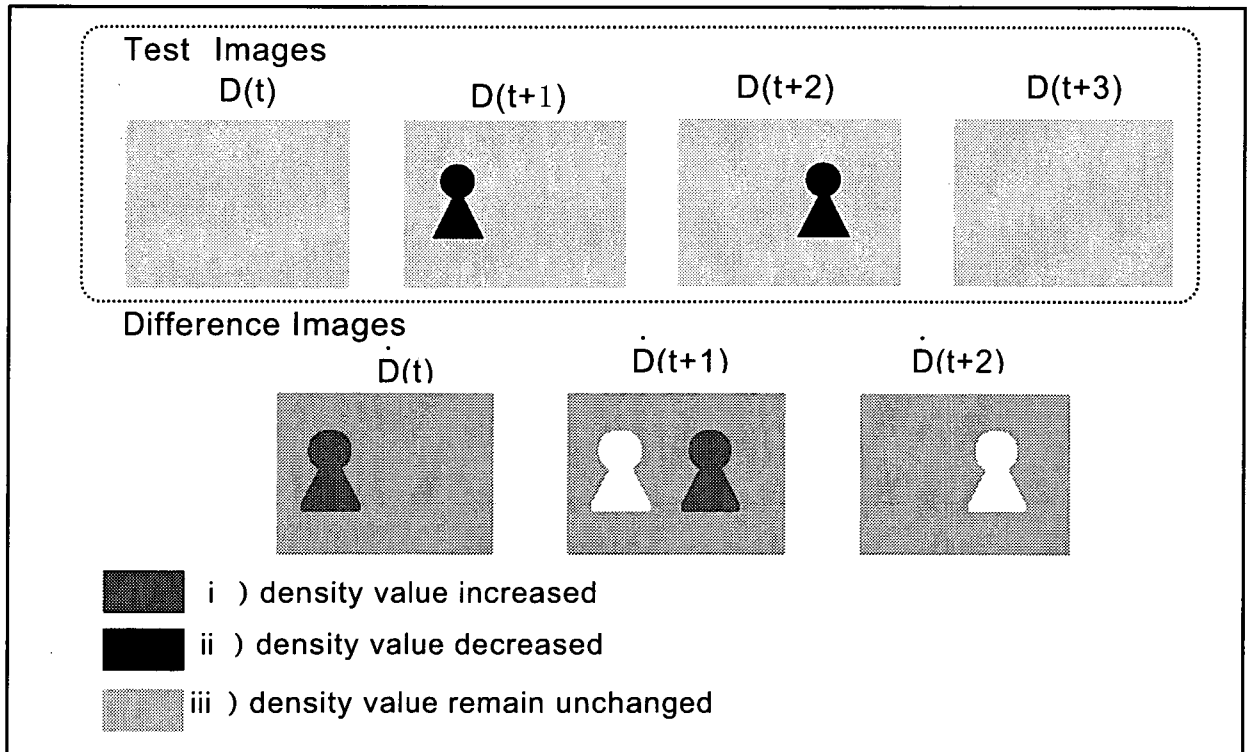 Test Images
D(t) D(t+1) D(t+2) D(t+3)
Difference Images
Ḋ(t) Ḋ(t+1) Ḋ(t+2)
i ) density value increased
ii ) density value decreased
iii ) density value remain unchanged